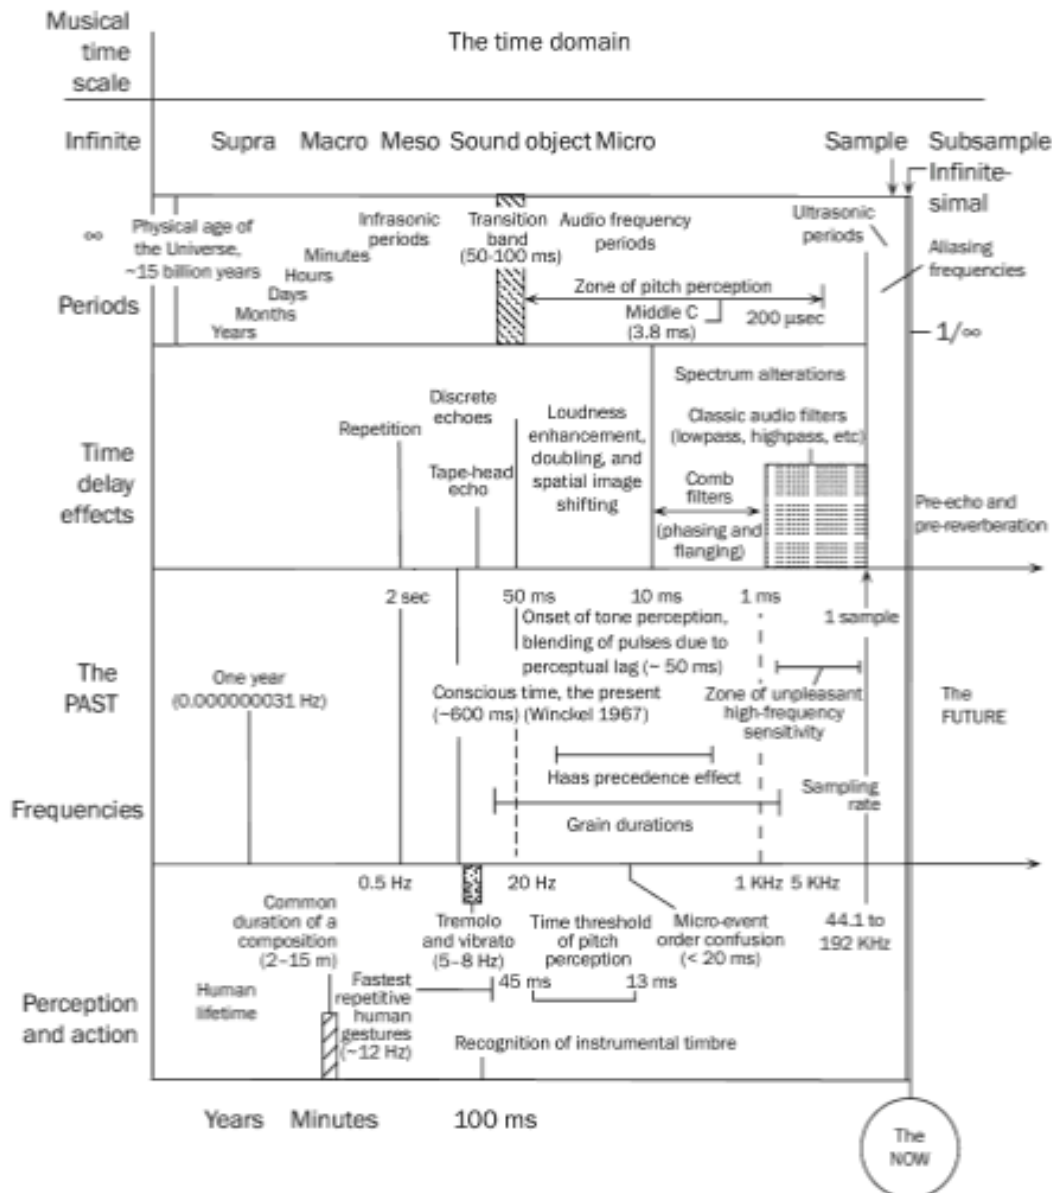 Musical
time
scale
The time domain
Infinite
Supra
Macro
Meso
Sound object
Micro
Sample
Subsample
Infinite-
simal
∞
Physical age of
the Universe,
~15 billion years
Infrasonic
periods
Minutes
Hours
Days
Months
Years
Transition
band
(50-100 ms)
Audio frequency
periods
Ultrasonic
periods
Aliasing
frequencies
Periods
Zone of pitch perception
Middle C
(3.8 ms)
200 μsec
1/∞
Time
delay
effects
Repetition
Discrete
echoes
Tape-head
echo
Loudness
enhancement,
doubling, and
spatial image
shifting
Spectrum alterations
Classic audio filters
(lowpass, highpass, etc)
Comb
filters
(phasing and
flanging)
Pre-echo and
pre-reverberation
2 sec
50 ms
10 ms
1 ms
1 sample
The
PAST
Onset of tone perception,
blending of pulses due to
perceptual lag (~ 50 ms)
One year
(0.000000031 Hz)
Conscious time, the present
(~600 ms) (Winckel 1967)
Zone of unpleasant
high-frequency
sensitivity
The
FUTURE
Haas precedence effect
Grain durations
Sampling
rate
Frequencies
0.5 Hz
20 Hz
1 KHz
5 KHz
44.1 to
192 KHz
Common
duration of a
composition
(2–15 m)
Tremolo
and vibrato
(5–8 Hz)
Time threshold
of pitch
perception
45 ms
13 ms
Micro-event
order confusion
(< 20 ms)
Perception
and action
Human
lifetime
Fastest
repetitive
human
gestures
(~12 Hz)
Recognition of instrumental timbre
Years
Minutes
100 ms
The
NOW